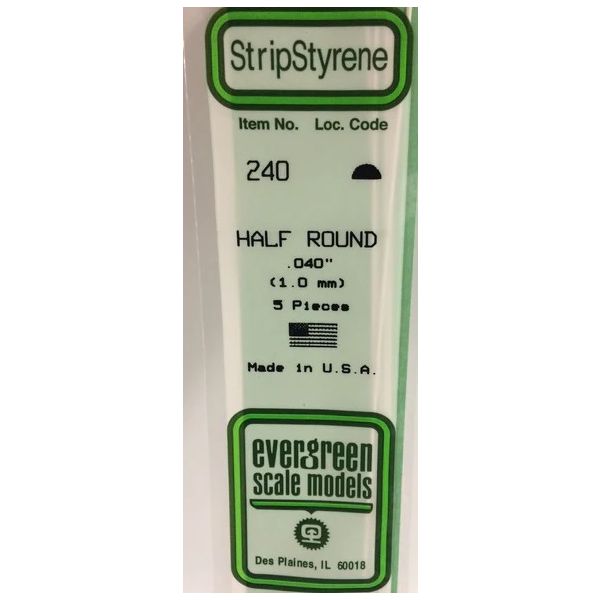 StripStyrene
Item No. Loc. Code
240
HALF ROUND
.040"
(1.0 mm)
5 Pieces
Made in U.S.A.
evergreen
scale models
Des Plaines, IL 60018